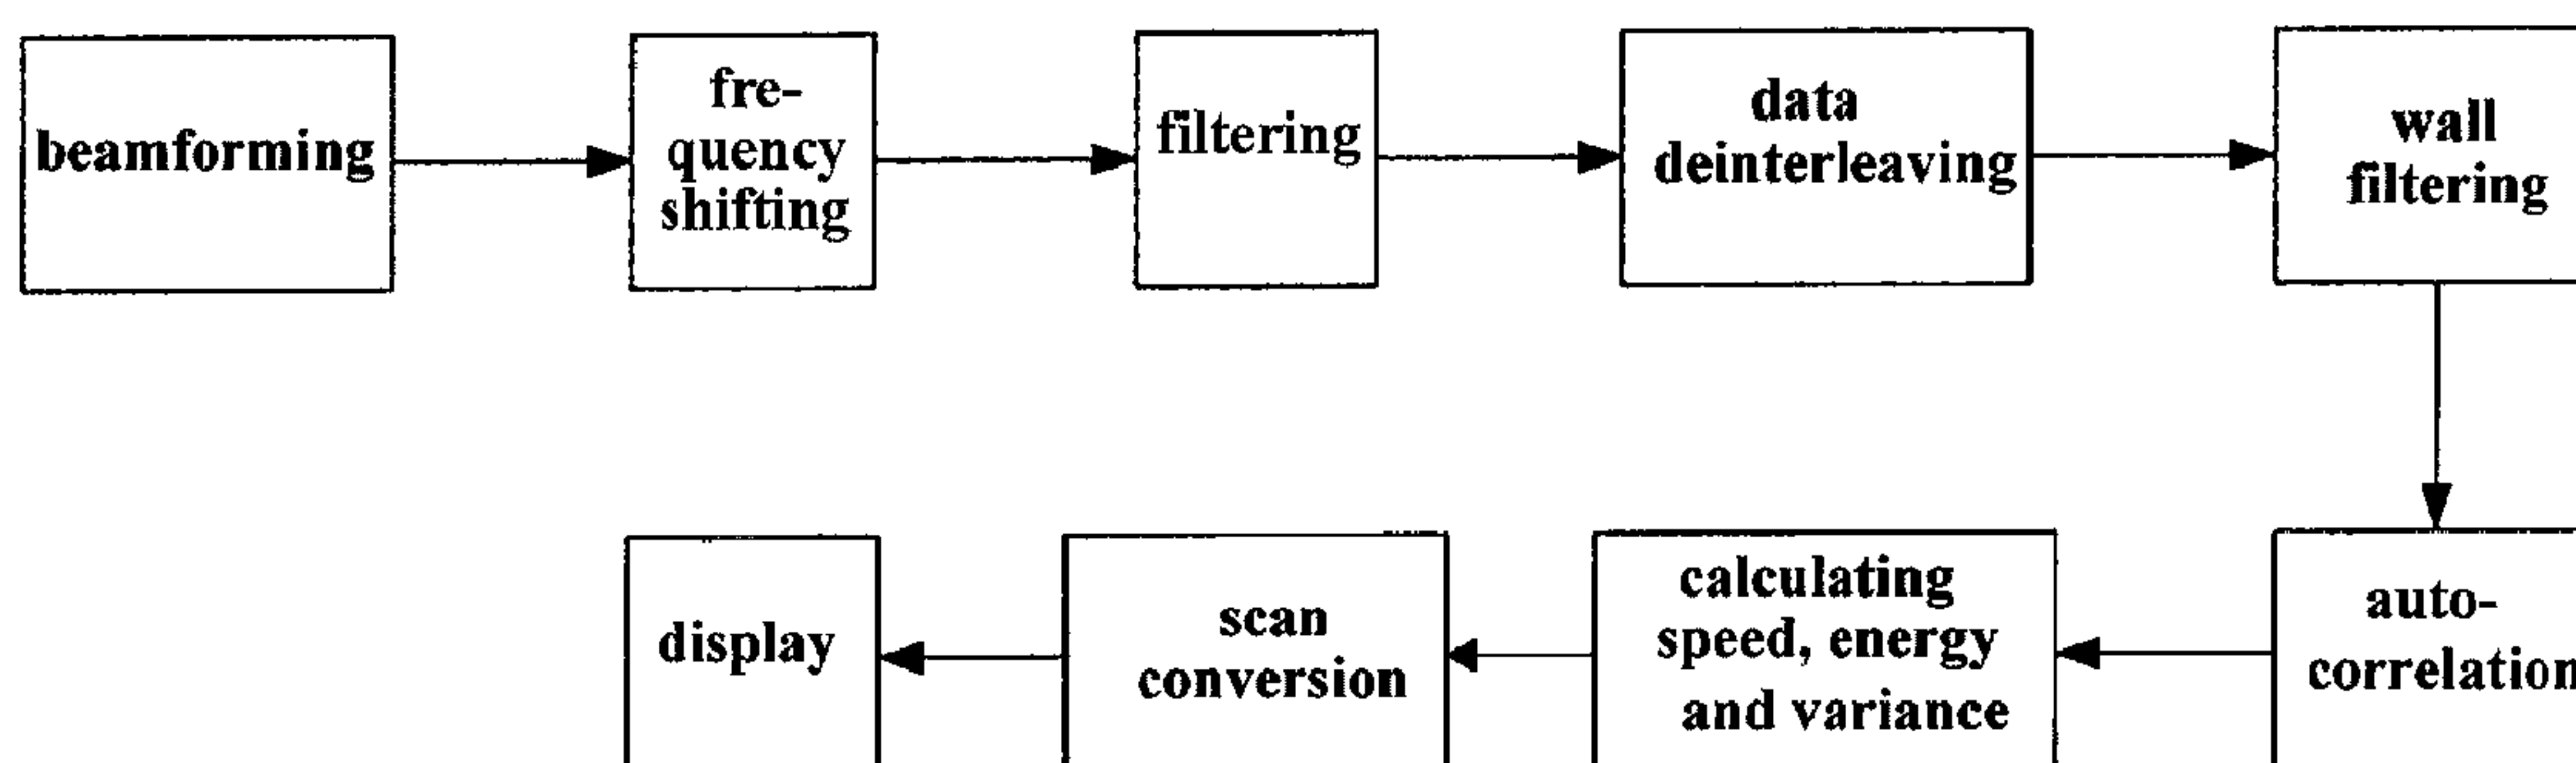 beamforming
fre-
quency
shifting
filtering
data
deinterleaving
wall
filtering
auto-
correlation
calculating
speed, energy
and variance
scan
conversion
display